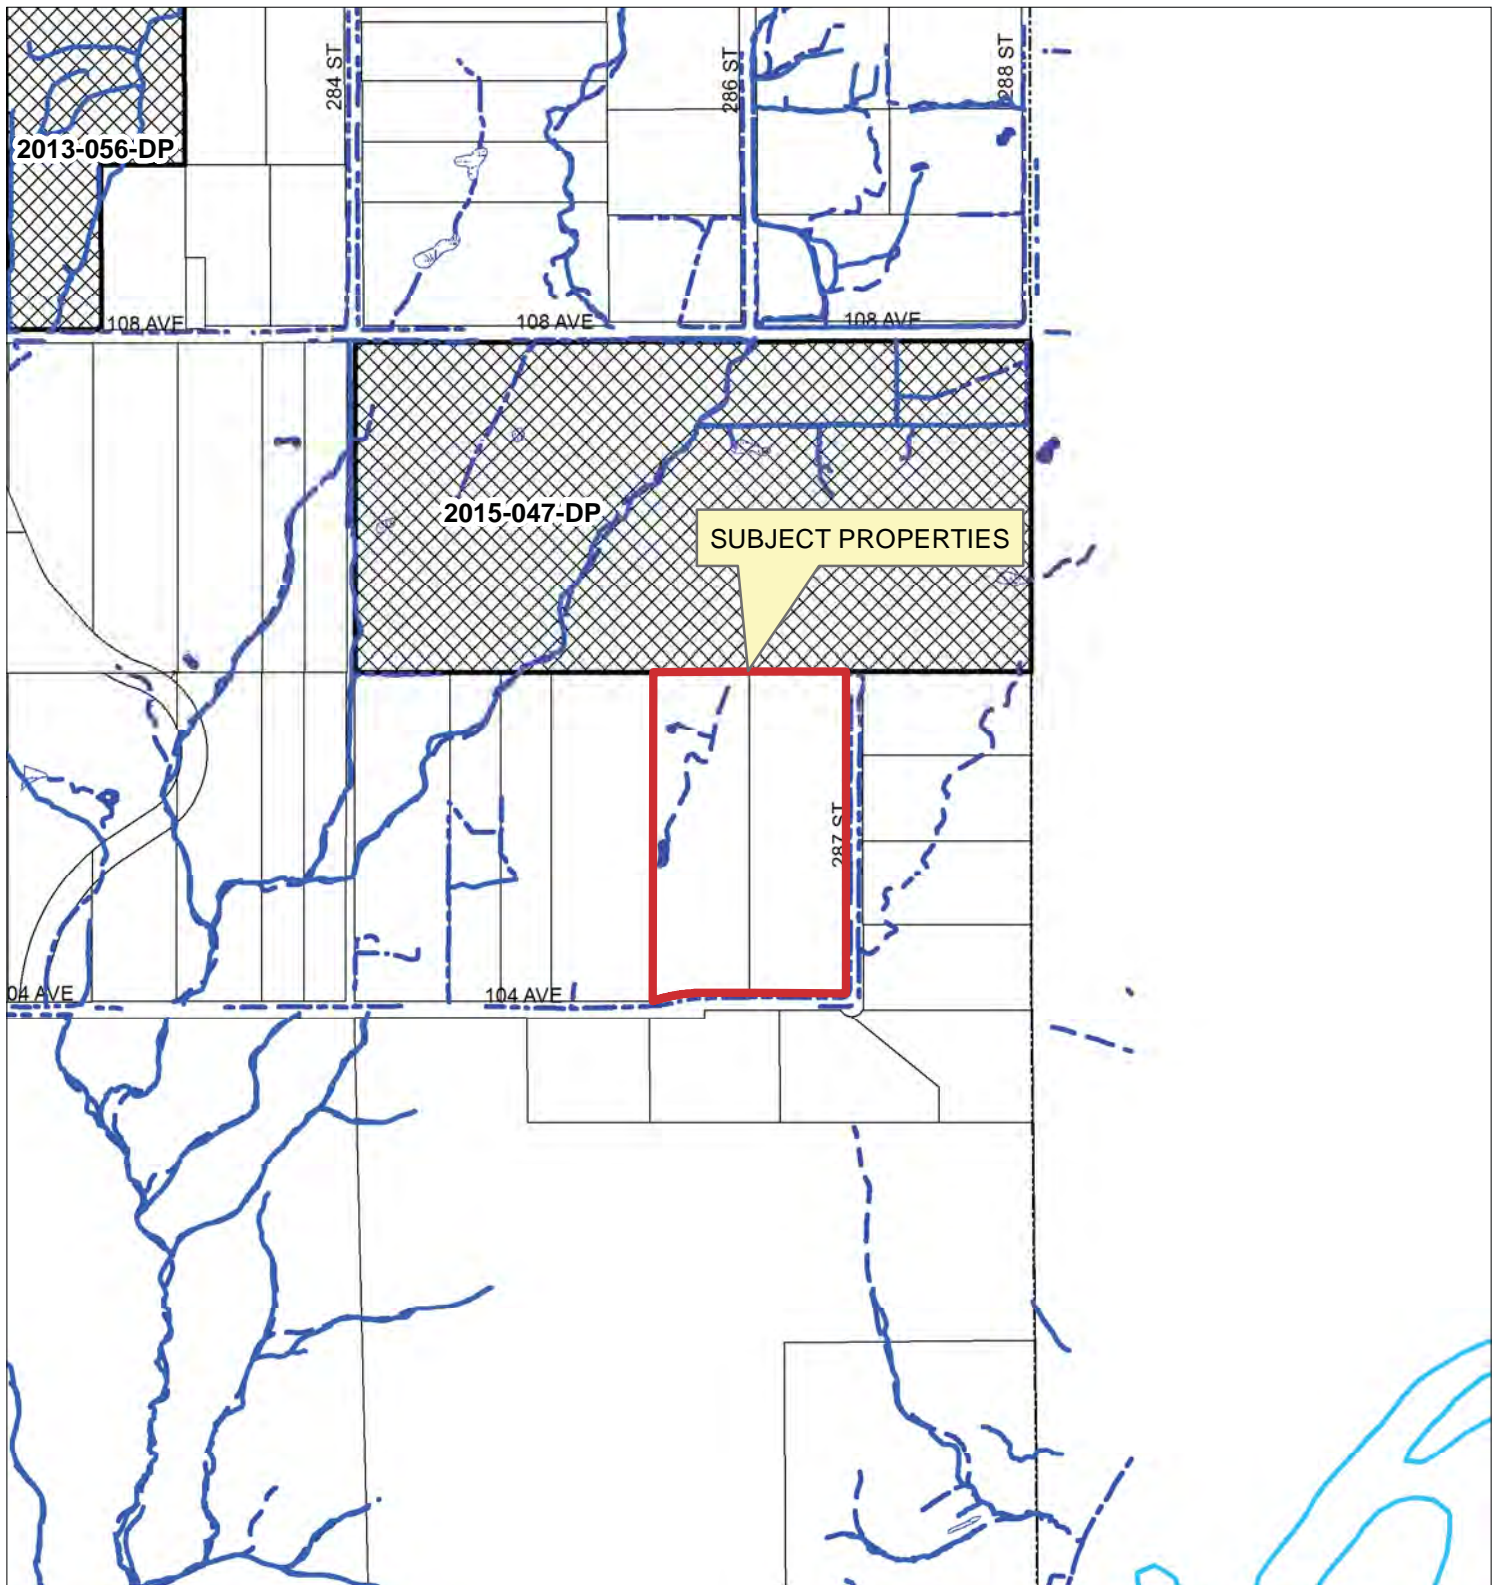 284 ST
286 ST
288 ST
2013-056-DP
108 AVE
108 AVE
108 AVE
2015-047-DP
SUBJECT PROPERTIES
287 ST
04 AVE
104 AVE